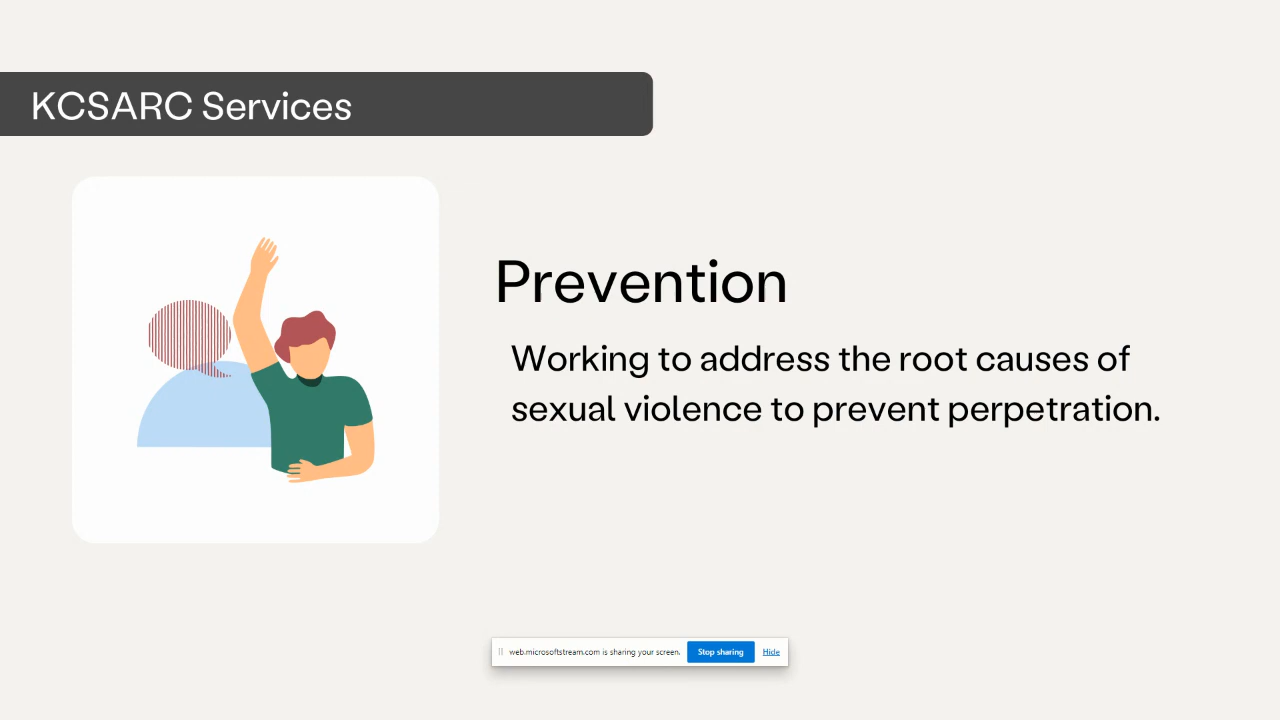 KCSARC Services
Prevention
Working to address the root causes of
sexual violence to prevent perpetration.
web.microsoftstream.com is sharing your screen. Stop sharing Hide